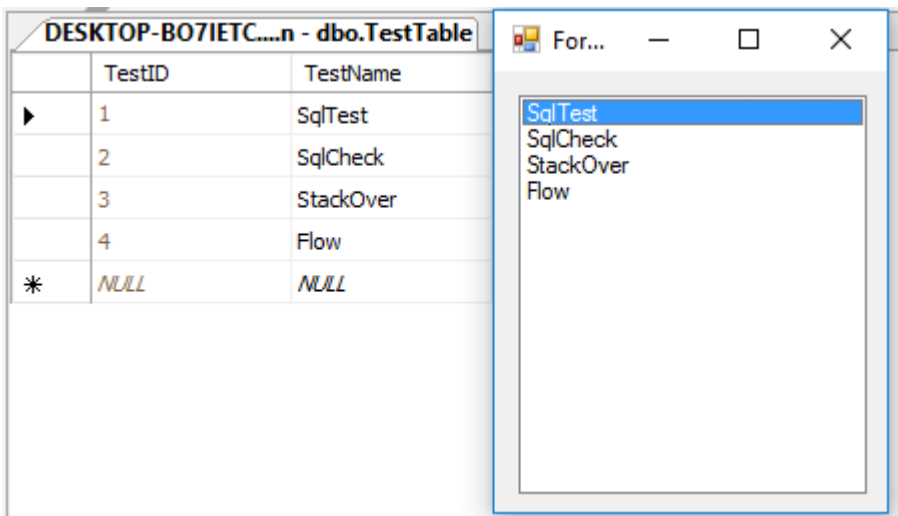 DESKTOP-BO7IETC....n - dbo.TestTable
TestID TestName
1 SqlTest
2 SqlCheck
3 StackOver
4 Flow
NULL NULL
For...
SqlTest
SqlCheck
StackOver
Flow